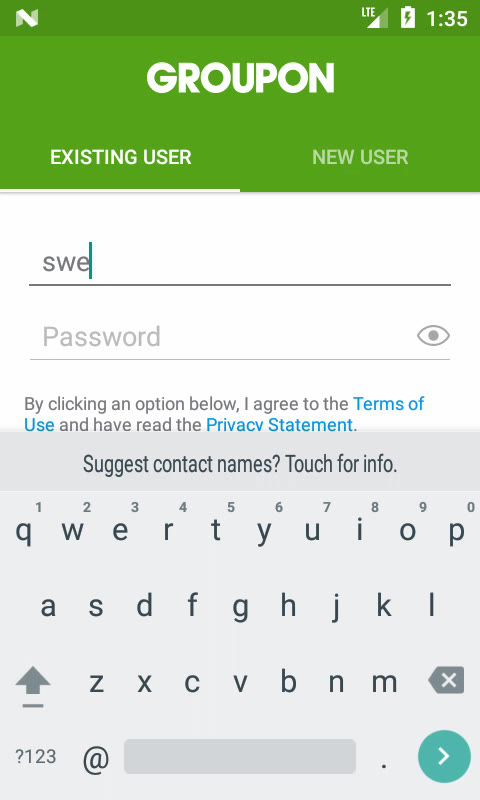 LTE 1:35
GROUPON
EXISTING USER NEW USER
swe
Password
By clicking an option below, I agree to the Terms of
Use and have read the Privacy Statement.
Suggest contact names? Touch for info.
1 2 3 4 5 6 7 8 9 0
q w e r t y u i o p
a s d f g h j k l
z x c v b n m
?123 @ .